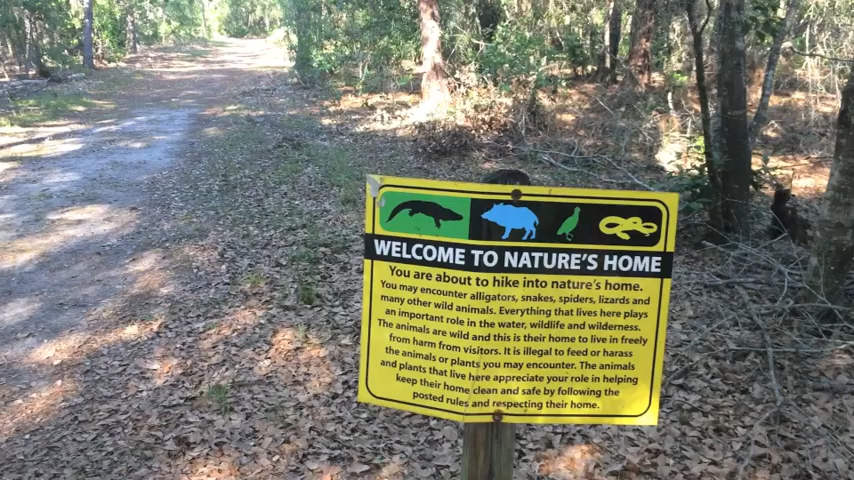 WELCOME TO NATURE'S HOME
You are about to hike into nature's home.
You may encounter alligators, snakes, spiders, lizards and
many other wild animals. Everything that lives here plays
an important role in the water, wildlife and wilderness.
The animals are wild and this is their home to live in freely
from harm from visitors. It is illegal to feed or harass
the animals or plants you may encounter. The animals
and plants that live here appreciate your role in helping
keep their home clean and safe by following the
posted rules and respecting their home.